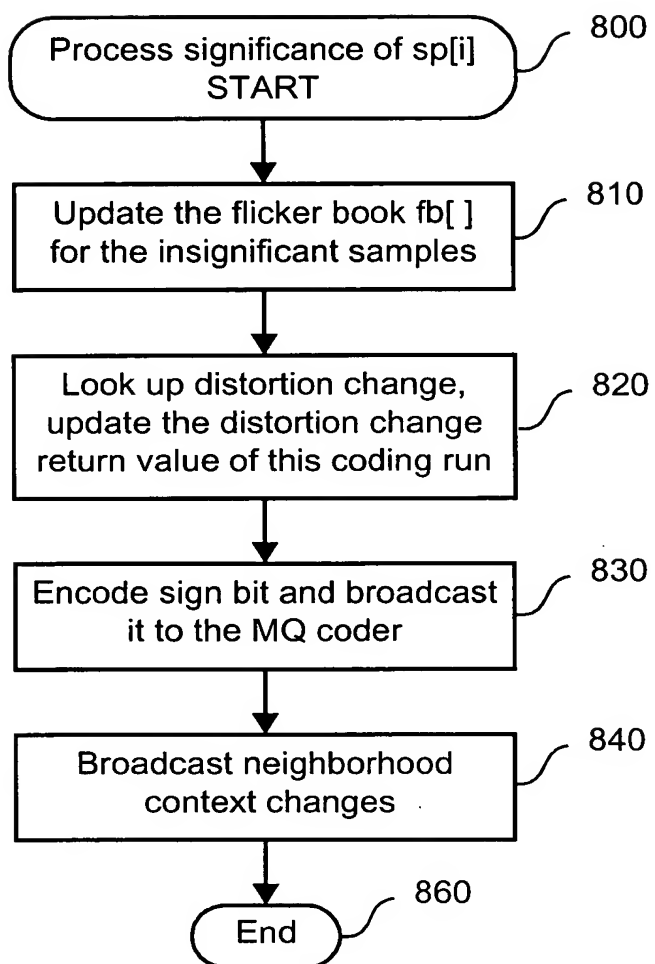 Process significance of sp[i]
START
800
Update the flicker book fb[ ]
for the insignificant samples
810
Look up distortion change,
update the distortion change
return value of this coding run
820
Encode sign bit and broadcast
it to the MQ coder
830
Broadcast neighborhood
context changes
840
End
860